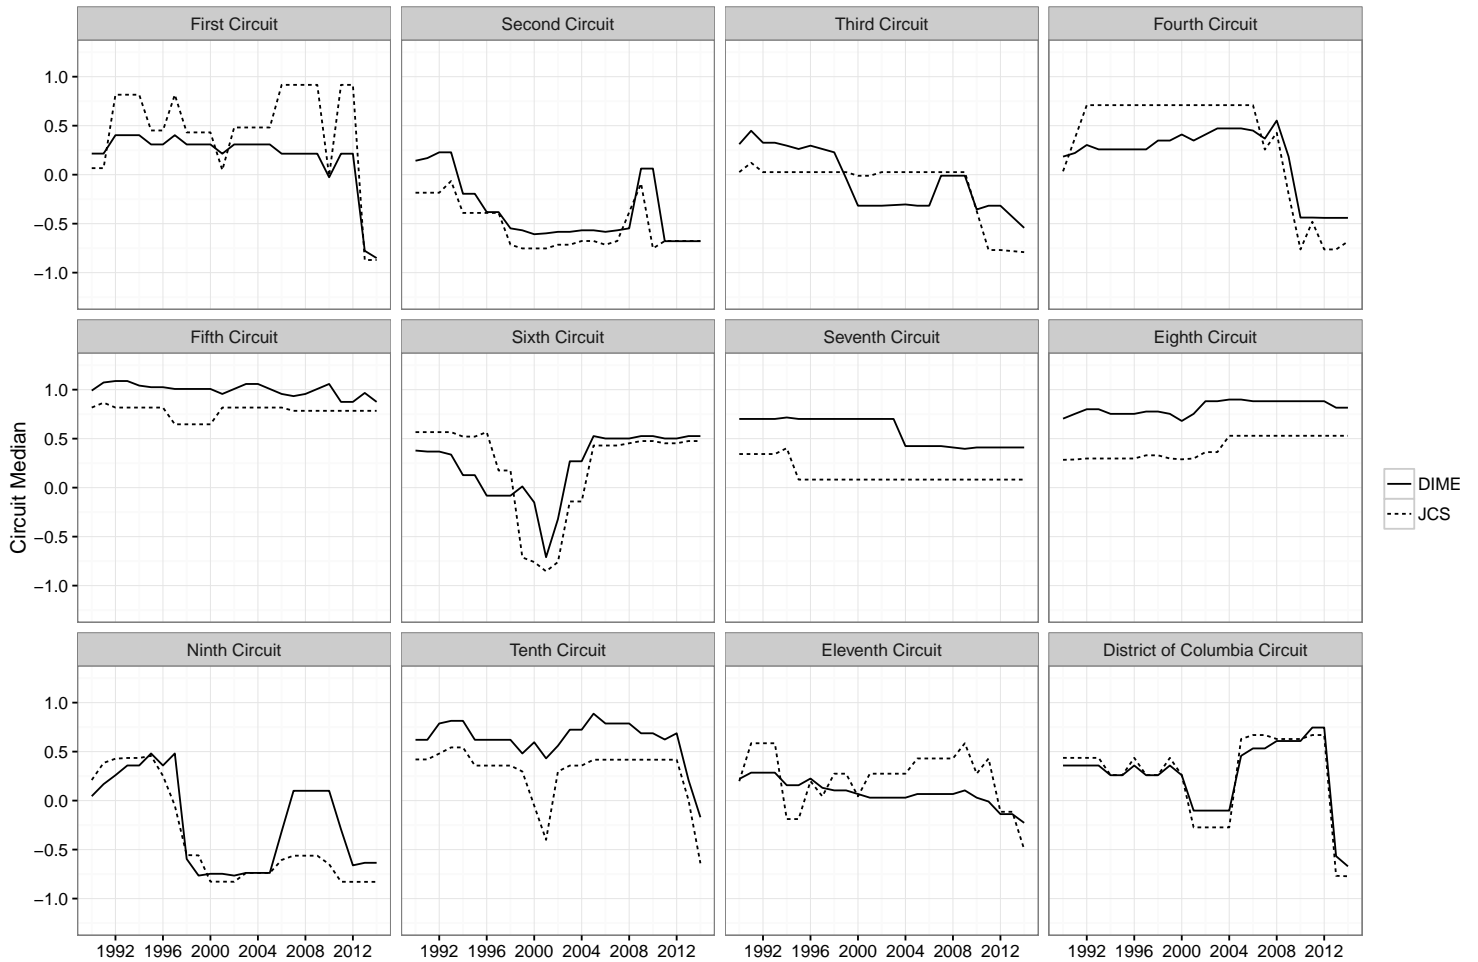 First Circuit Second Circuit Third Circuit Fourth Circuit
1.0
0.5
0.0
−0.5
−1.0
Fifth Circuit Sixth Circuit Seventh Circuit Eighth Circuit
1.0
0.5
0.0
−0.5
−1.0
Circuit Median
DIME
JCS
Ninth Circuit Tenth Circuit Eleventh Circuit District of Columbia Circuit
1.0
0.5
0.0
−0.5
−1.0
1992 1996 2000 2004 2008 2012 1992 1996 2000 2004 2008 2012 1992 1996 2000 2004 2008 2012 1992 1996 2000 2004 2008 2012